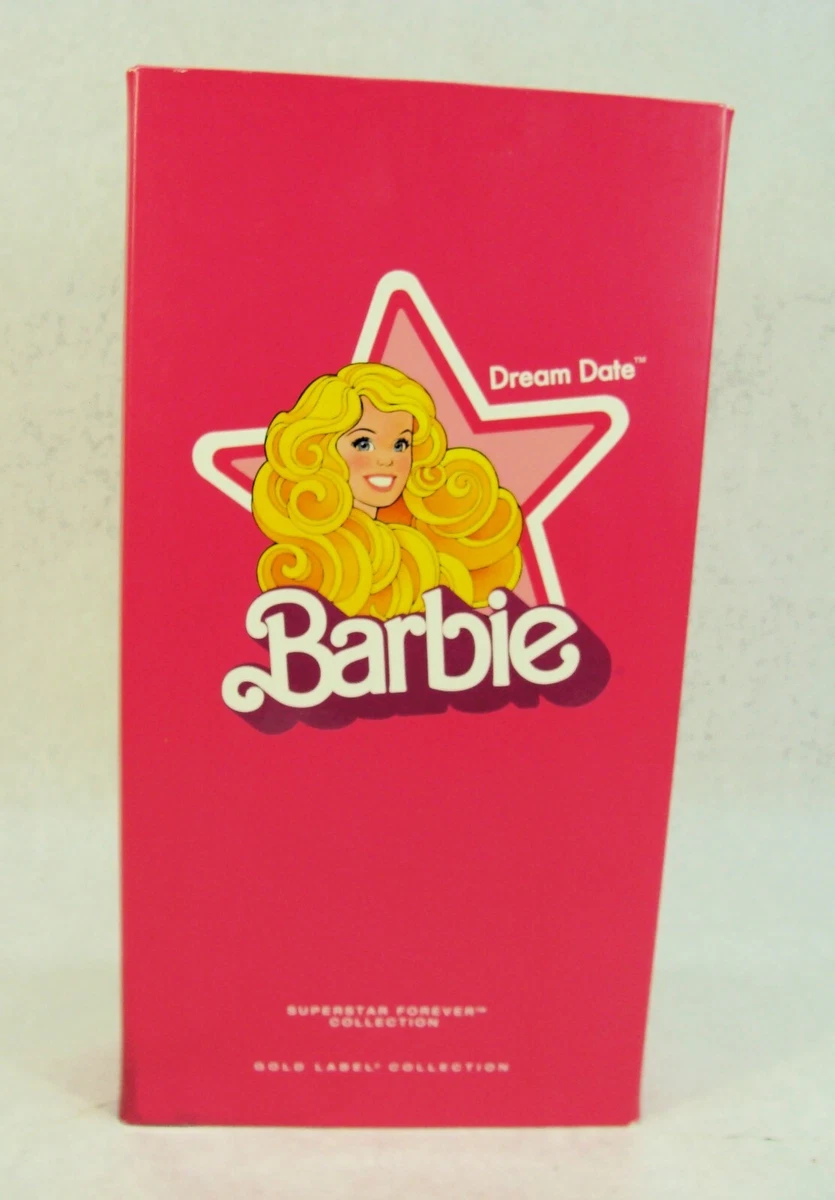 Dream Date™
Barbie
SUPERSTAR FOREVER™
COLLECTION
GOLD LABEL® COLLECTION